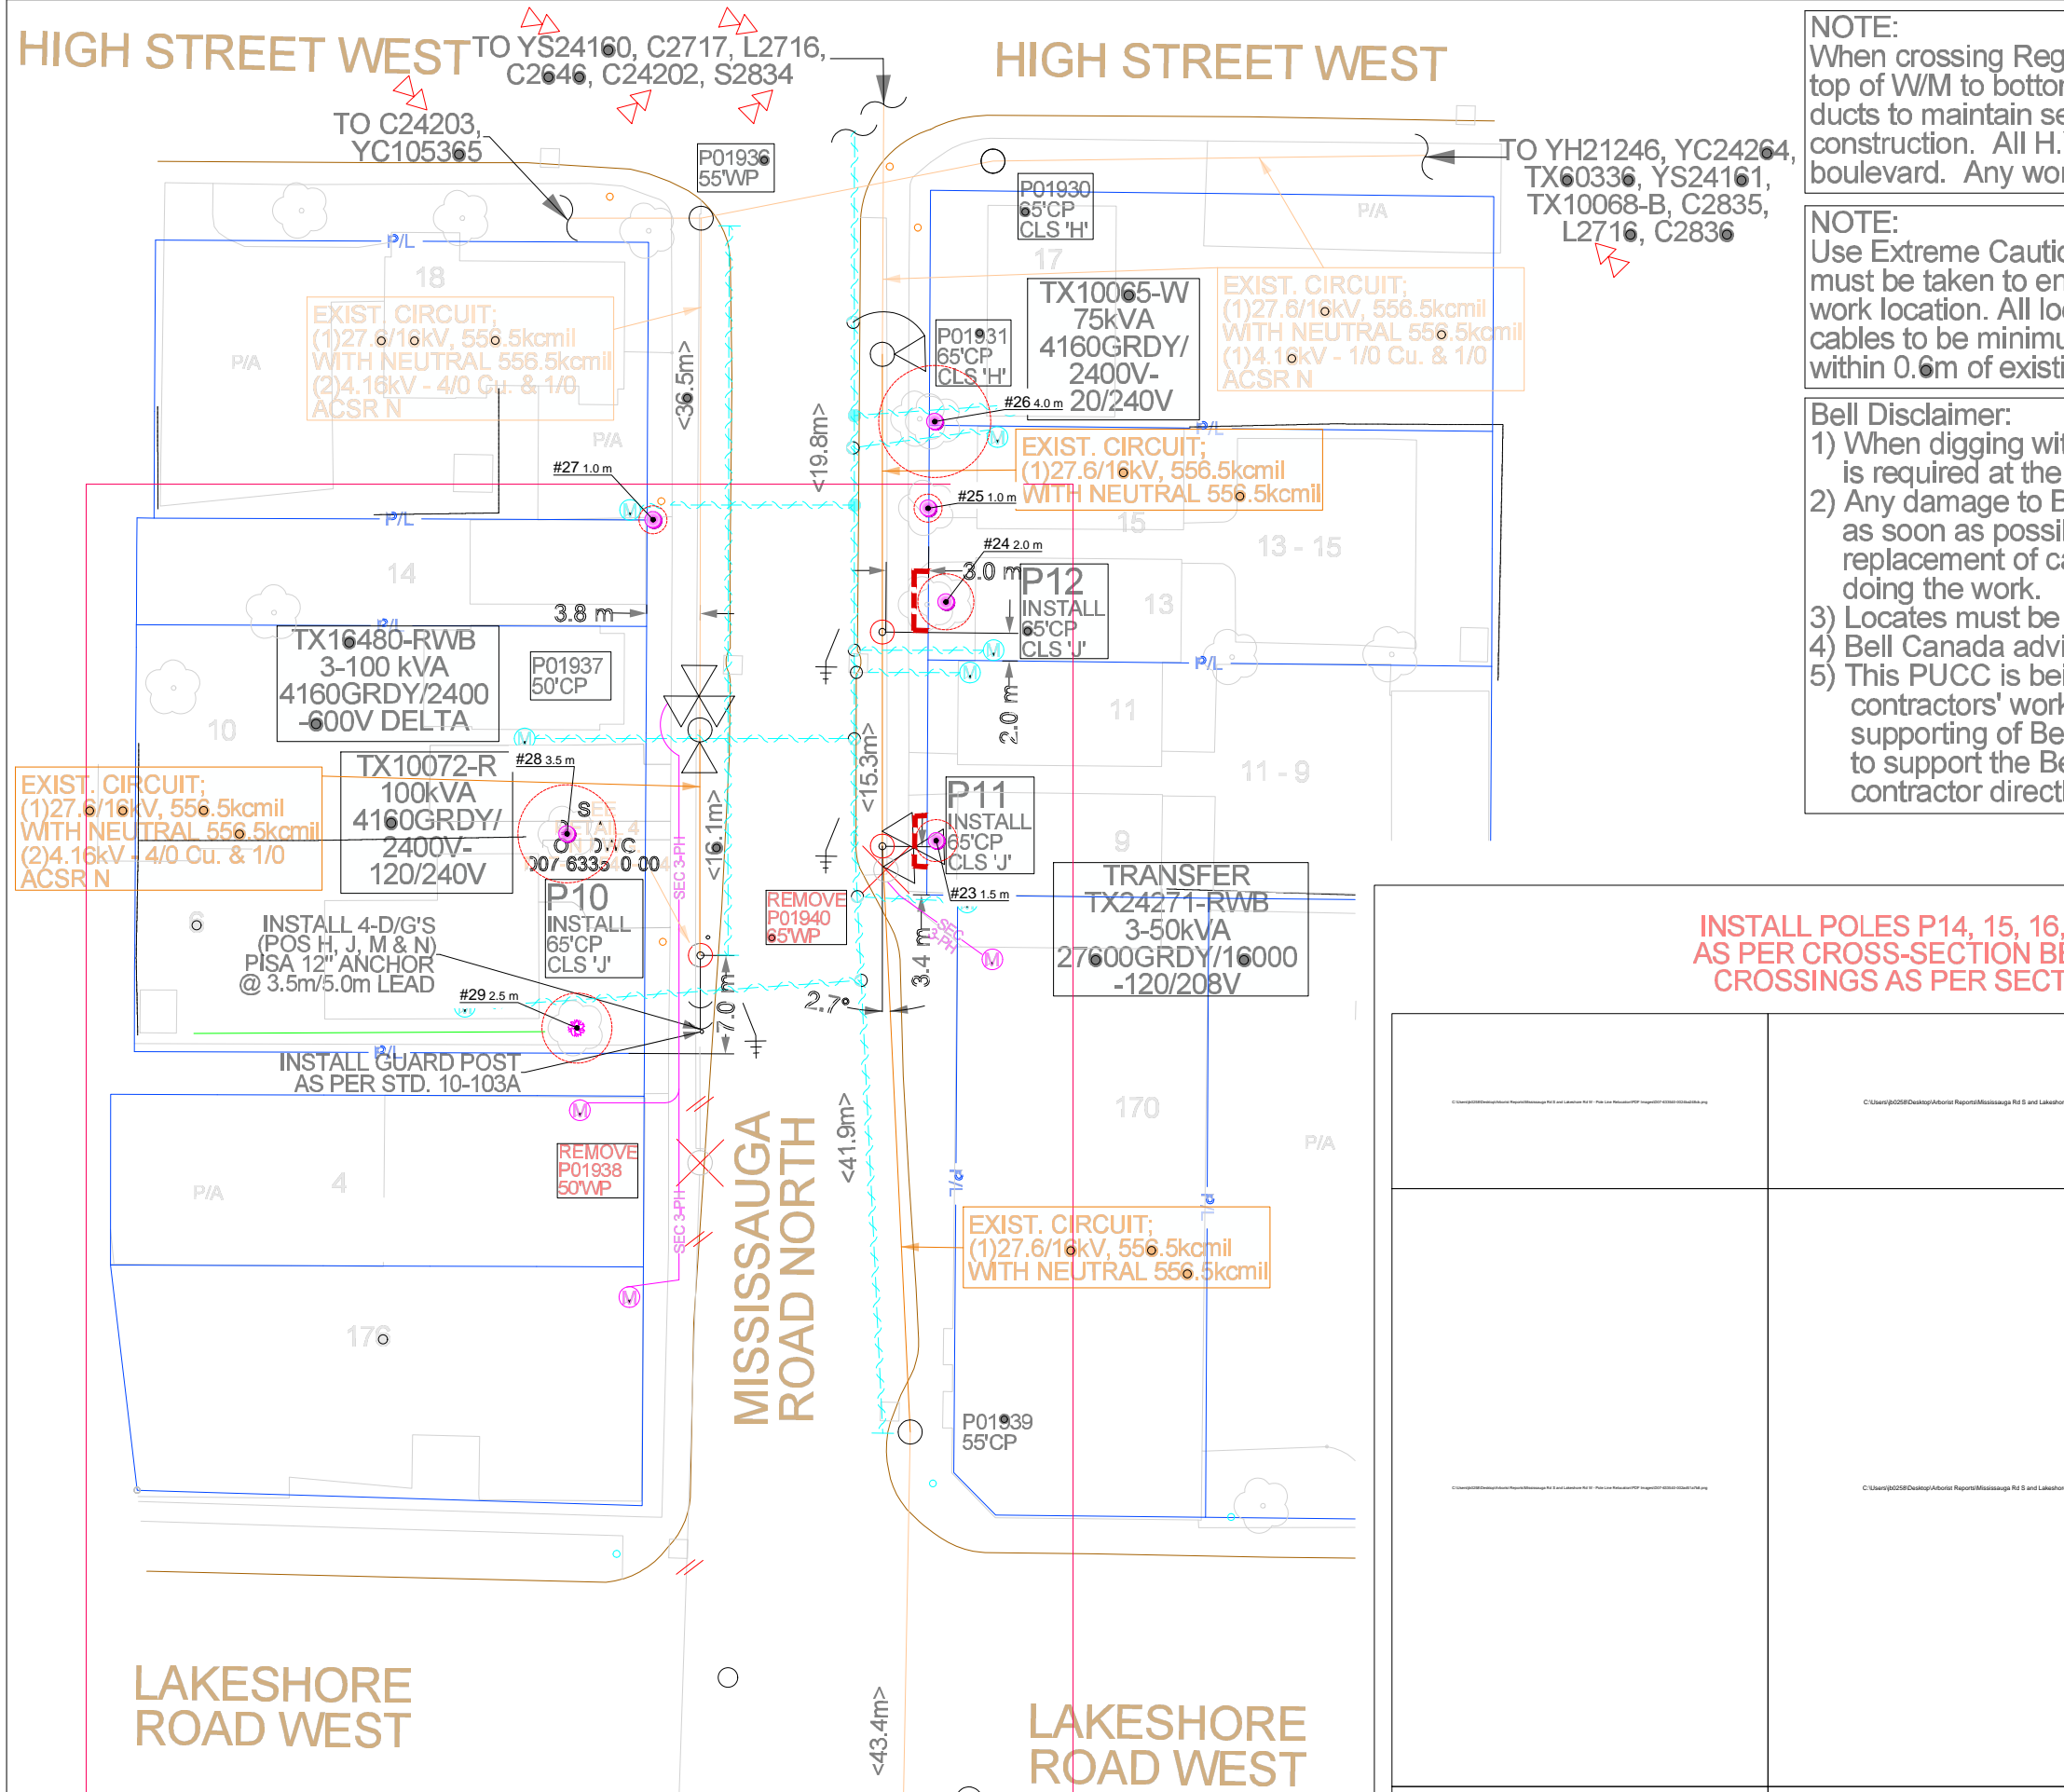 HIGH STREET WEST
TO YS24160, C2717, L2716,
C2646, C24202, S2834
HIGH STREET WEST
TO C24203,
YC105365
P01936
55'WP
TO YH21246, YC24264,
TX60336, YS24161,
TX10068-B, C2835,
L2716, C2836
NOTE:
When crossing Reg
top of W/M to bottor
ducts to maintain se
construction. All H.
boulevard. Any wor
NOTE:
Use Extreme Cautio
must be taken to en
work location. All loc
cables to be minimu
within 0.6m of existi
Bell Disclaimer:
1) When digging wit
is required at the
2) Any damage to B
as soon as possil
replacement of ca
doing the work.
3) Locates must be
4) Bell Canada advi
5) This PUCC is bei
contractors' work
supporting of Be
to support the Be
contractor directl
P01930
65'CP
CLS 'H'
P/A
17
18
P/L
EXIST. CIRCUIT;
(1)27.6/16kV, 556.5kcmil
WITH NEUTRAL 556.5kcmil
(2)4.16kV - 4/0 Cu. & 1/0
ACSR N
P/A
P/A
<36.5m>
TX10065-W
75kVA
4160GRDY/
2400V-
20/240V
P01931
65'CP
CLS 'H'
EXIST. CIRCUIT;
(1)27.6/16kV, 556.5kcmil
WITH NEUTRAL 556.5kcmil
(1)4.16kV - 1/0 Cu. & 1/0
ACSR N
#26 4.0 m
<19.8m>
P/L
M
EXIST. CIRCUIT;
(1)27.6/16kV, 556.5kcmil
WITH NEUTRAL 556.5kcmil
#27 1.0 m
#25 1.0 m
M
P/L
15
13 - 15
#24 2.0 m
3.0 m
14
P12
INSTALL
65'CP
CLS 'J'
13
3.8 m
P/L
TX16480-RWB
3-100 kVA
4160GRDY/2400
-600V DELTA
P01937
50'CP
M
M
P/L
10
2.0 m
11
M
11 - 9
<15.3m>
TX10072-R
100kVA
4160GRDY/
2400V-
120/240V
#28 3.5 m
EXIST. CIRCUIT;
(1)27.6/16kV, 556.5kcmil
WITH NEUTRAL 556.5kcmil
(2)4.16kV - 4/0 Cu. & 1/0
ACSR N
SEC 3-PH
<16.1m>
P11
INSTALL
65'CP
CLS 'J'
9
#23 1.5 m
P10
INSTALL
65'CP
CLS 'J'
REMOVE
P01940
65'WP
TRANSFER
TX24271-RWB
3-50kVA
27600GRDY/16000
-120/208V
6
INSTALL 4-D/G'S
(POS H, J, M & N)
PISA 12" ANCHOR
@ 3.5m/5.0m LEAD
SEC
3-PH
M
3.4 m
#29 2.5 m
7.0 m
2.7°
INSTALL POLES P14, 15, 16,
AS PER CROSS-SECTION BE
CROSSINGS AS PER SECT
P/L
INSTALL GUARD POST
AS PER STD. 10-103A
M
170
P/A
REMOVE
P01938
50'WP
MISSISSAUGA
ROAD NORTH
<41.9m>
P/A
4
P/L
P/L
SEC 3-PH
EXIST. CIRCUIT;
(1)27.6/16kV, 556.5kcmil
WITH NEUTRAL 556.5kcmil
M
176
P01939
55'CP
LAKESHORE
ROAD WEST
<43.4m>
LAKESHORE
ROAD WEST